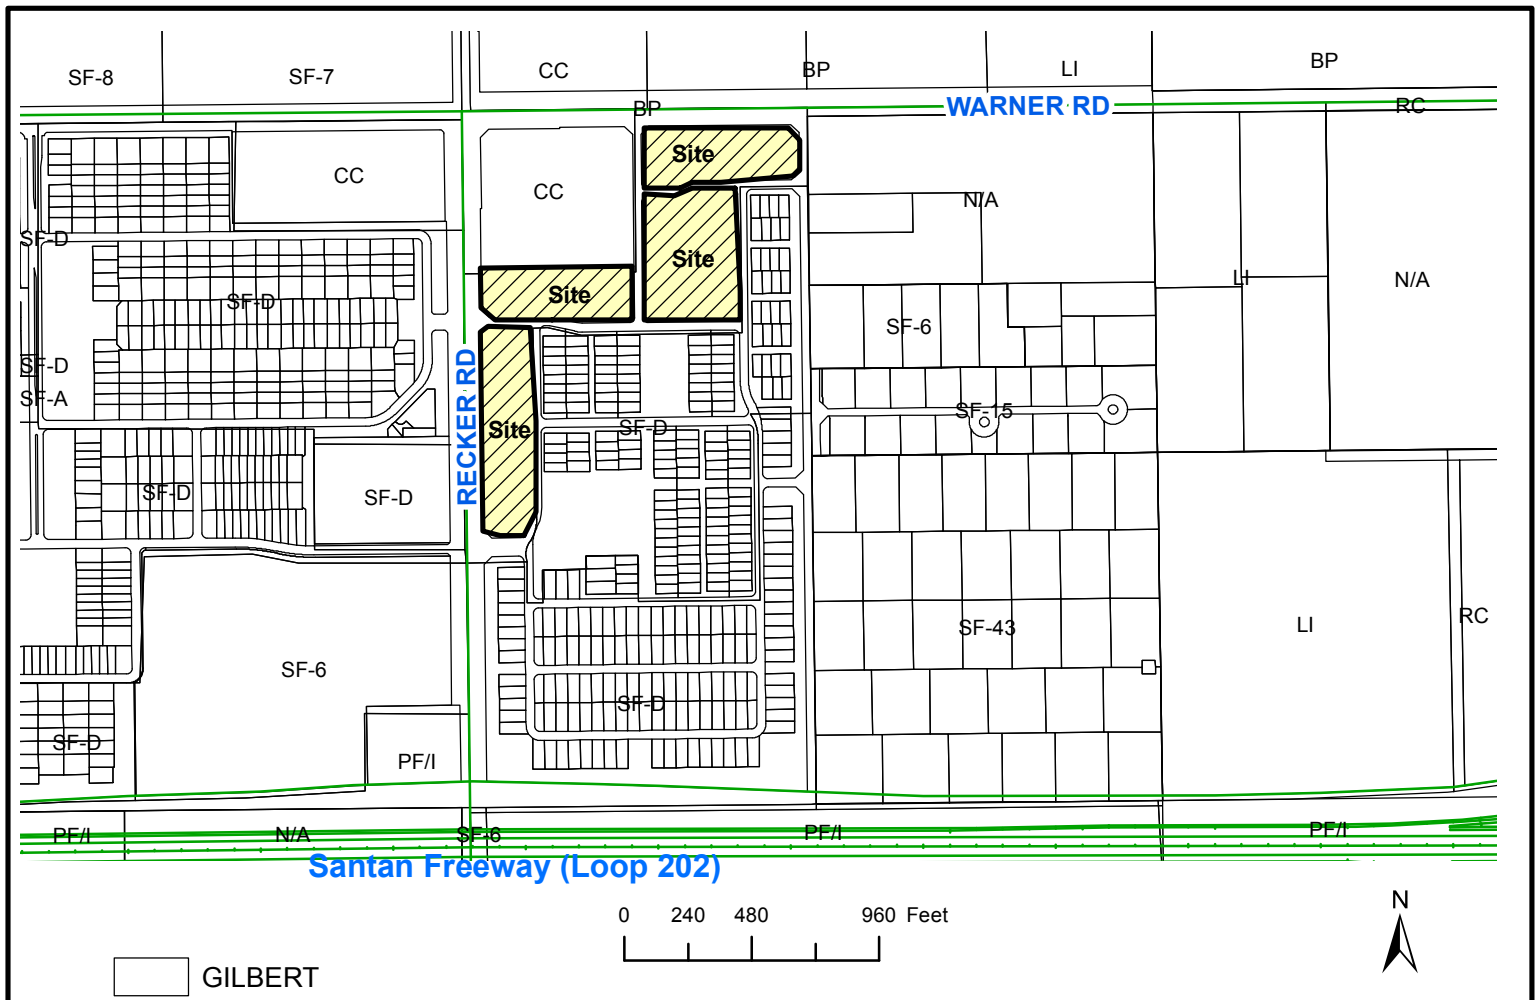 SF-8
SF-7
CC
BP
LI
BP
BP
WARNER RD
RC
Site
CC
CC
N/A
SF-D
Site
LI
N/A
SF-D
Site
SF-6
SF-D
SF-A
RECKER RD
Site
SF-D
SF-15
SF-D
SF-D
SF-6
SF-43
LI
RC
SF-D
SF-D
PF/I
PF/I
N/A
SF-6
PF/I
PF/I
Santan Freeway (Loop 202)
0 240 480 960 Feet
N
GILBERT